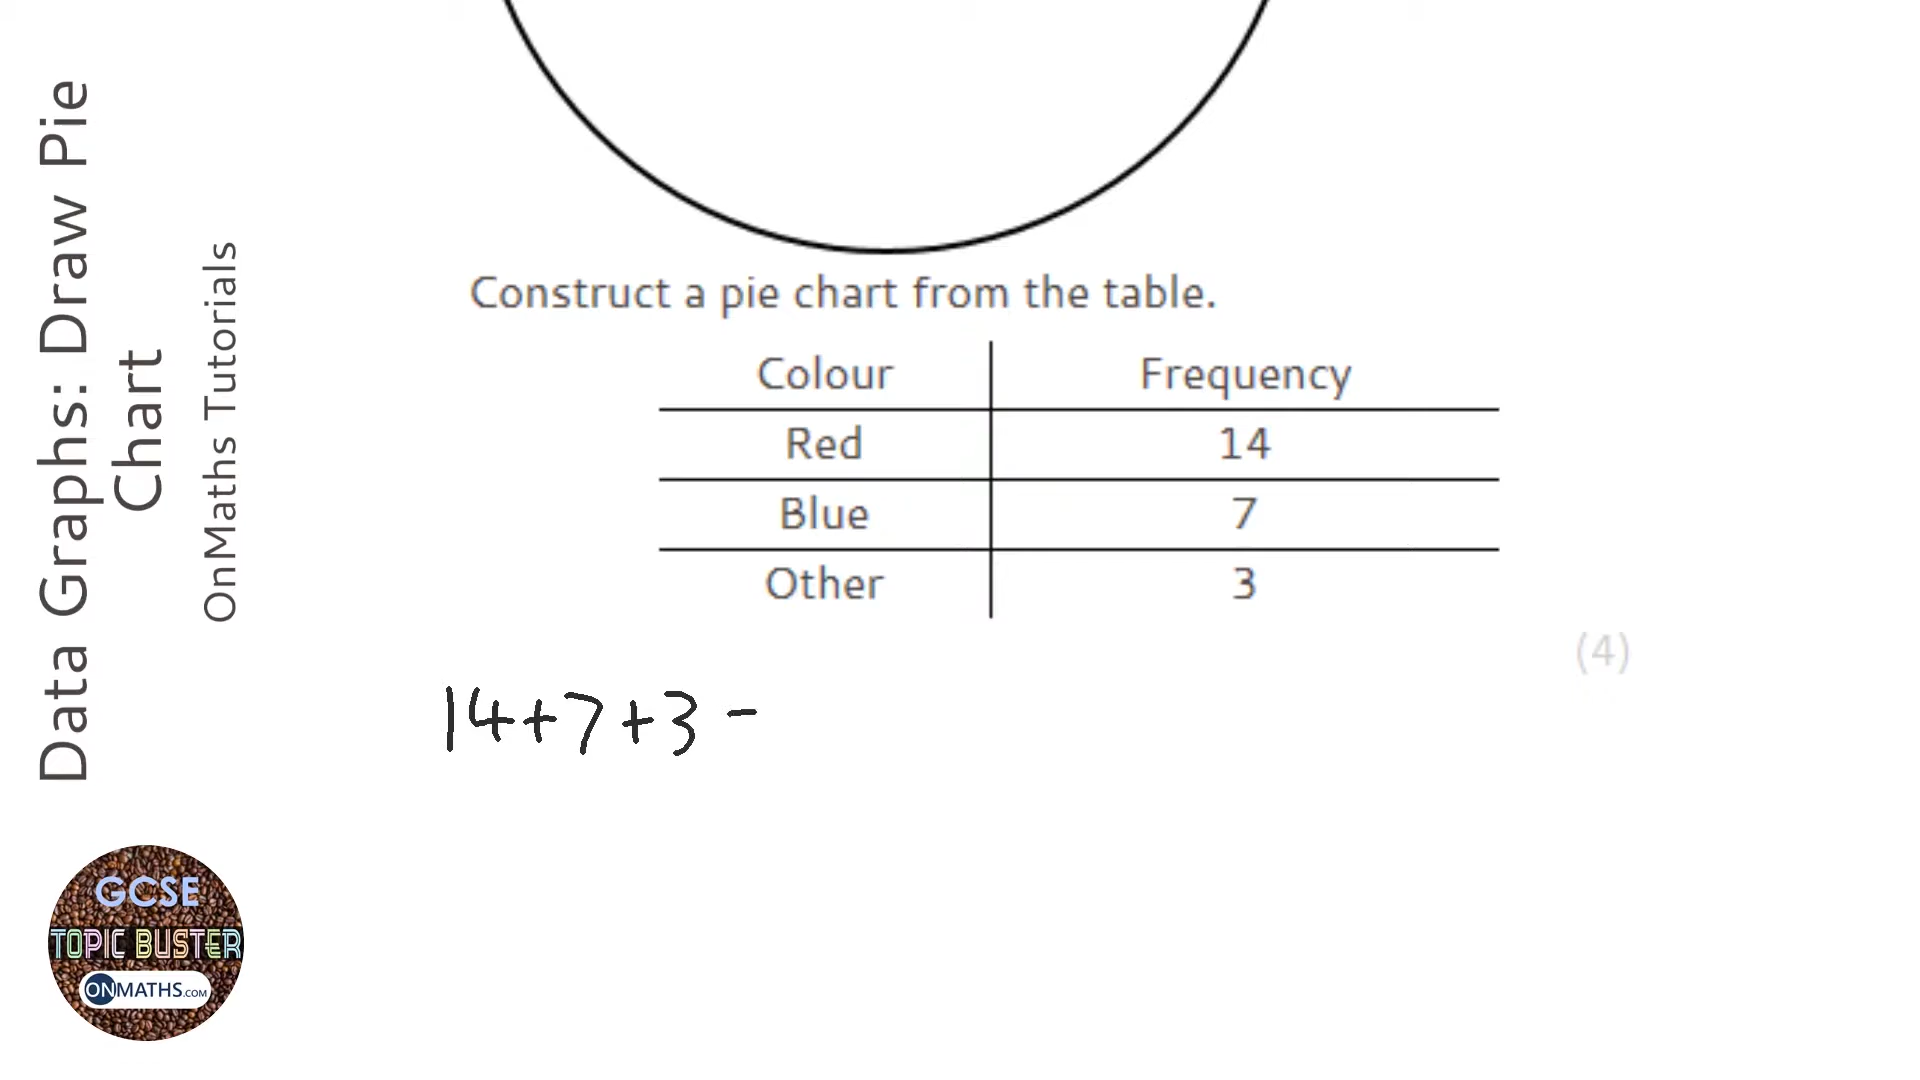 Data Graphs: Draw Pie
Chart
OnMaths Tutorials
Construct a pie chart from the table.
Colour Frequency
Red 14
Blue 7
Other 3
(4)
14+7+3 -
GCSE
TOPIC BUSTER
ONMATHS.COM